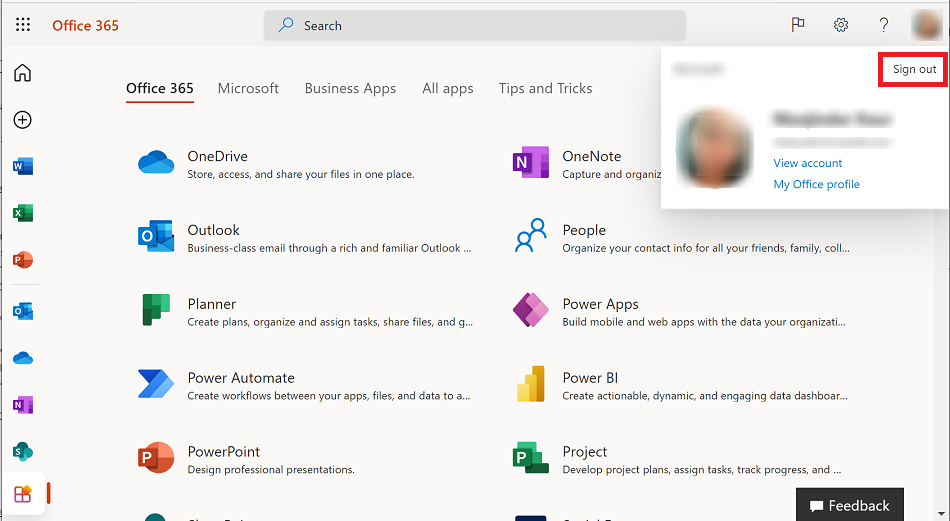 Office 365
Search
Sign out
View account
My Office profile
Office 365 Microsoft Business Apps All apps Tips and Tricks
OneDrive
Store, access, and share your files in one place.
OneNote
Capture and organiz
Outlook
Business-class email through a rich and familiar Outlook ...
People
Organize your contact info for all your friends, family, coll...
Planner
Create plans, organize and assign tasks, share files, and g...
Power Apps
Build mobile and web apps with the data your organizati...
Power Automate
Create workflows between your apps, files, and data to a...
Power BI
Create actionable, dynamic, and engaging data dashboar...
PowerPoint
Design professional presentations.
Project
Develop project plans, assign tasks, track progress, and ...
Feedback